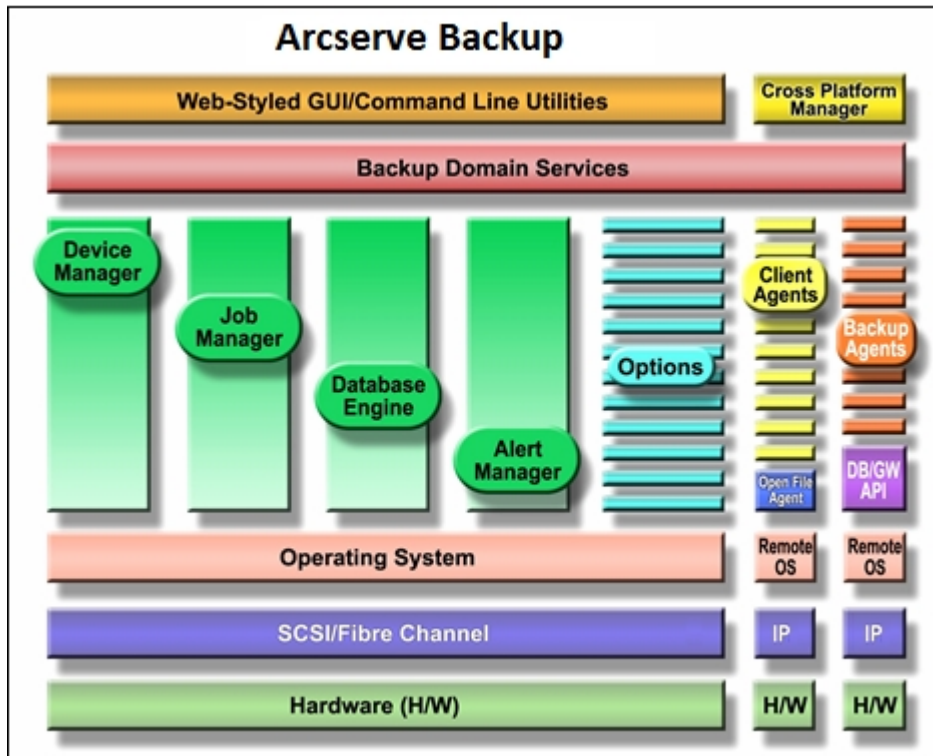 Arcserve Backup
Web-Styled GUI/Command Line Utilities
Cross Platform
Manager
Backup Domain Services
Device
Manager
Job
Manager
Database
Engine
Alert
Manager
Options
Client
Agents
Backup
Agents
Open File
Agent
DB/GW
API
Operating System
Remote
OS
Remote
OS
SCSI/Fibre Channel
IP
IP
Hardware (H/W)
H/W
H/W